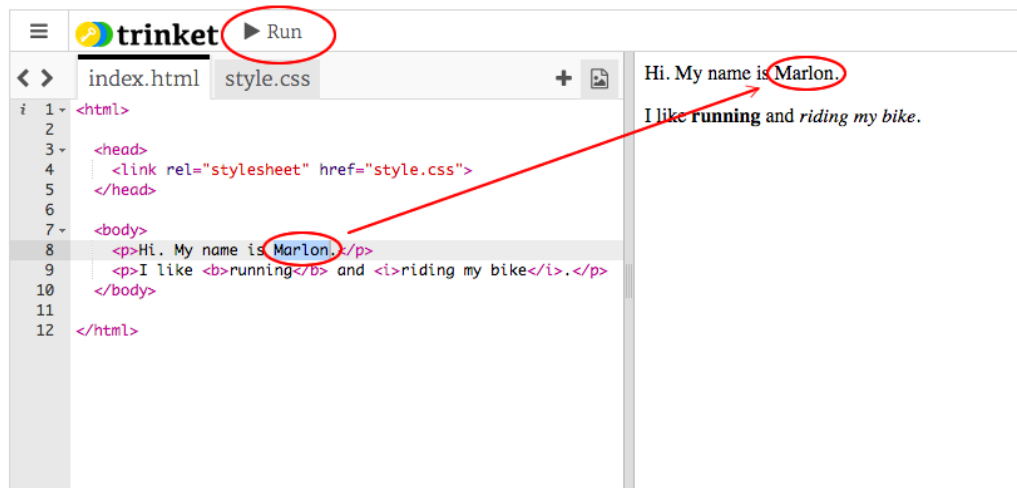 trinket Run
index.html style.css
i 1 <html>
2
3 <head>
4 <link rel="stylesheet" href="style.css">
5 </head>
6
7 <body>
8 <p>Hi. My name is Marlon.</p>
9 <p>I like <b>running</b> and <i>riding my bike</i>.</p>
10 </body>
11
12 </html>
Hi. My name is Marlon.
I like running and riding my bike.